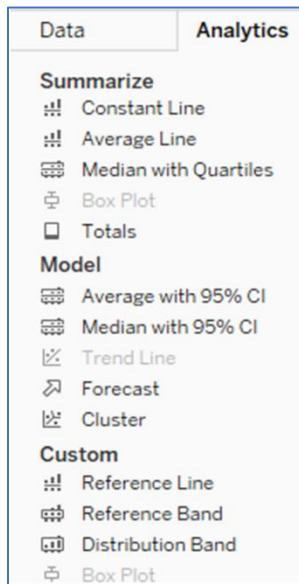 Data Analytics
Summarize
Constant Line
Average Line
Median with Quartiles
Box Plot
Totals
Model
Average with 95% CI
Median with 95% CI
Trend Line
Forecast
Cluster
Custom
Reference Line
Reference Band
Distribution Band
Box Plot